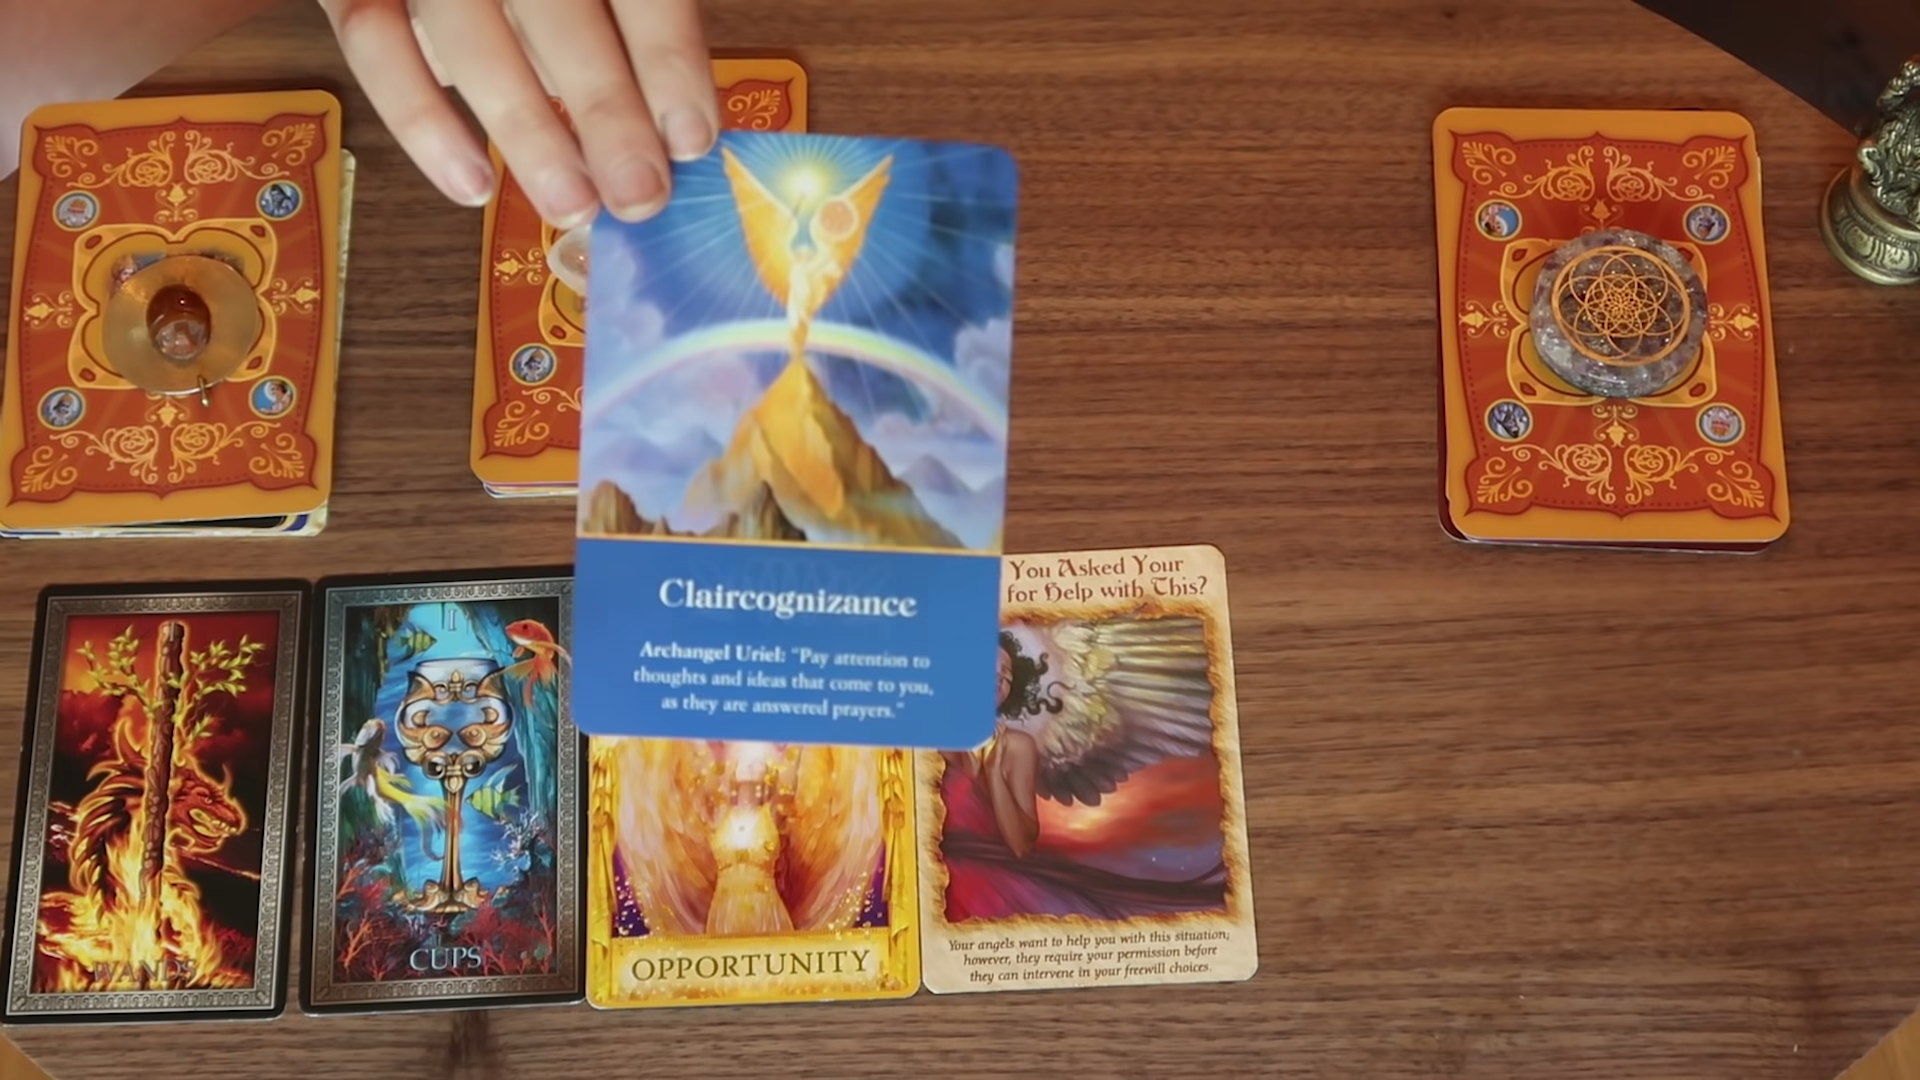 Claircognizance
Archangel Uriel: "Pay attention to
thoughts and ideas that come to you,
as they are answered prayers."
You Asked Your
for Help with This?
WANDS
I
CUPS
OPPORTUNITY
Your angels want to help you with this situation;
however, they require your permission before
they can intervene in your freewill choices.